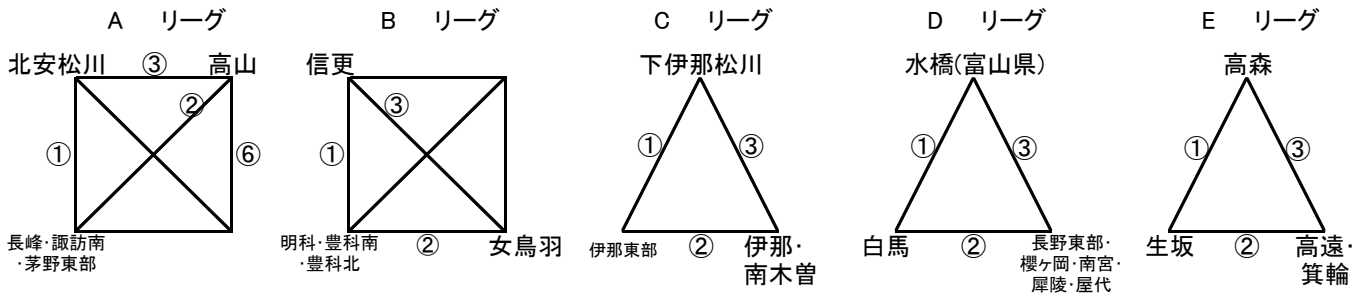 A リーグ
北安松川
③
高山
②
①
⑥
長峰・諏訪南
・茅野東部
B リーグ
信更
③
①
明科・豊科南
・豊科北
②
女鳥羽
C リーグ
下伊那松川
①
③
伊那東部
②
伊那・
南木曽
D リーグ
水橋(富山県)
①
③
白馬
②
長野東部・
櫻ヶ岡・南宮・
犀陵・屋代
E リーグ
高森
①
③
生坂
②
高遠・
箕輪